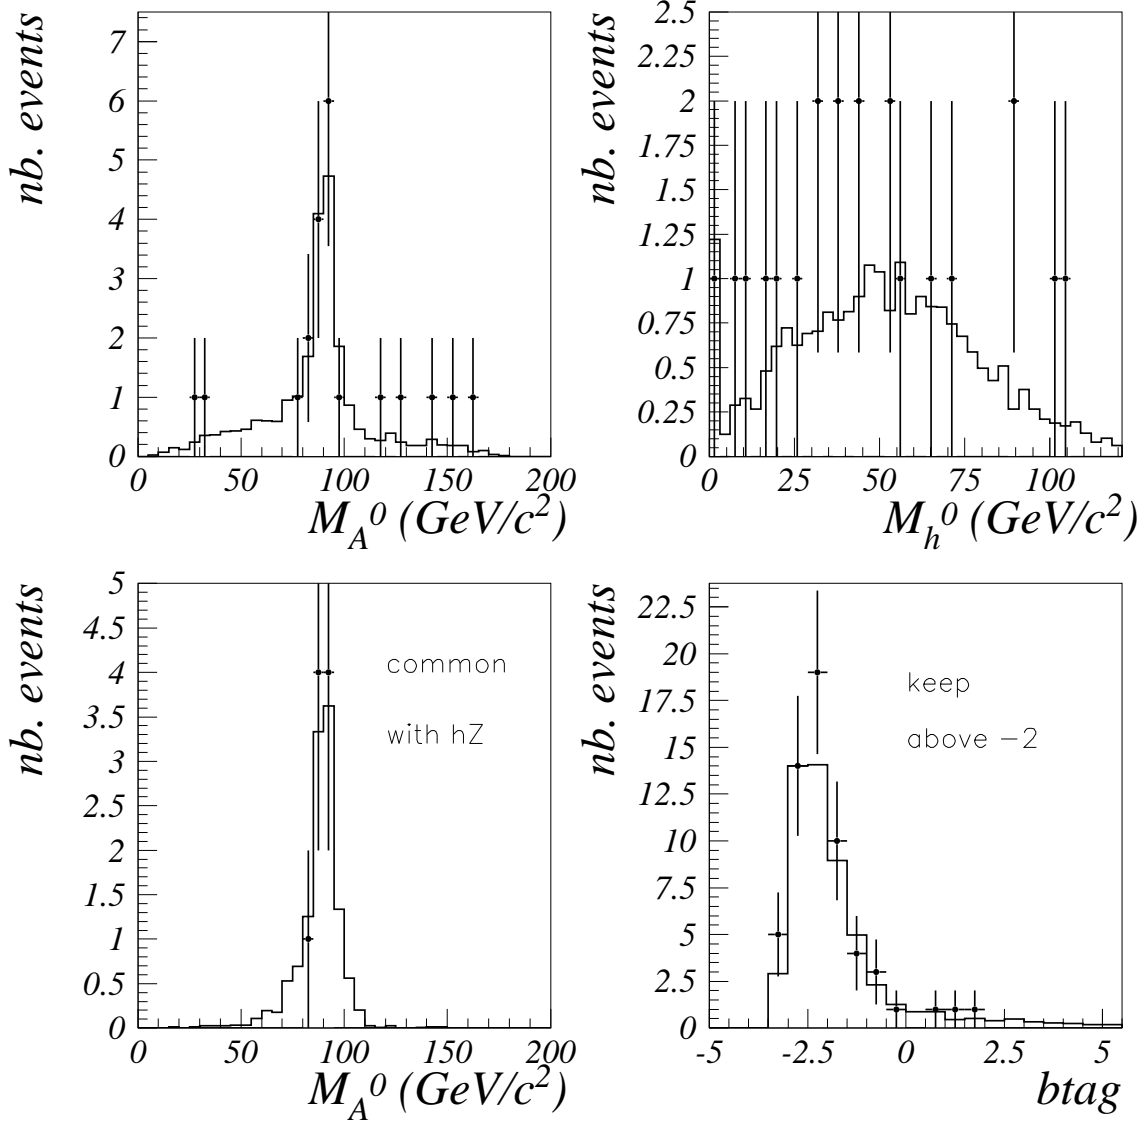 nb. events
7
6
5
4
3
2
1
0
0 50 100 150 200
M_A^0 (GeV/c^2)
nb. events
2.5
2.25
2
1.75
1.5
1.25
1
0.75
0.5
0.25
0
0 25 50 75 100
M_h^0 (GeV/c^2)
nb. events
5
4.5
4
3.5
3
2.5
2
1.5
1
0.5
0
common
with hZ
0 50 100 150 200
M_A^0 (GeV/c^2)
nb. events
22.5
20
17.5
15
12.5
10
7.5
5
2.5
0
keep
above −2
-5 -2.5 0 2.5 5
btag